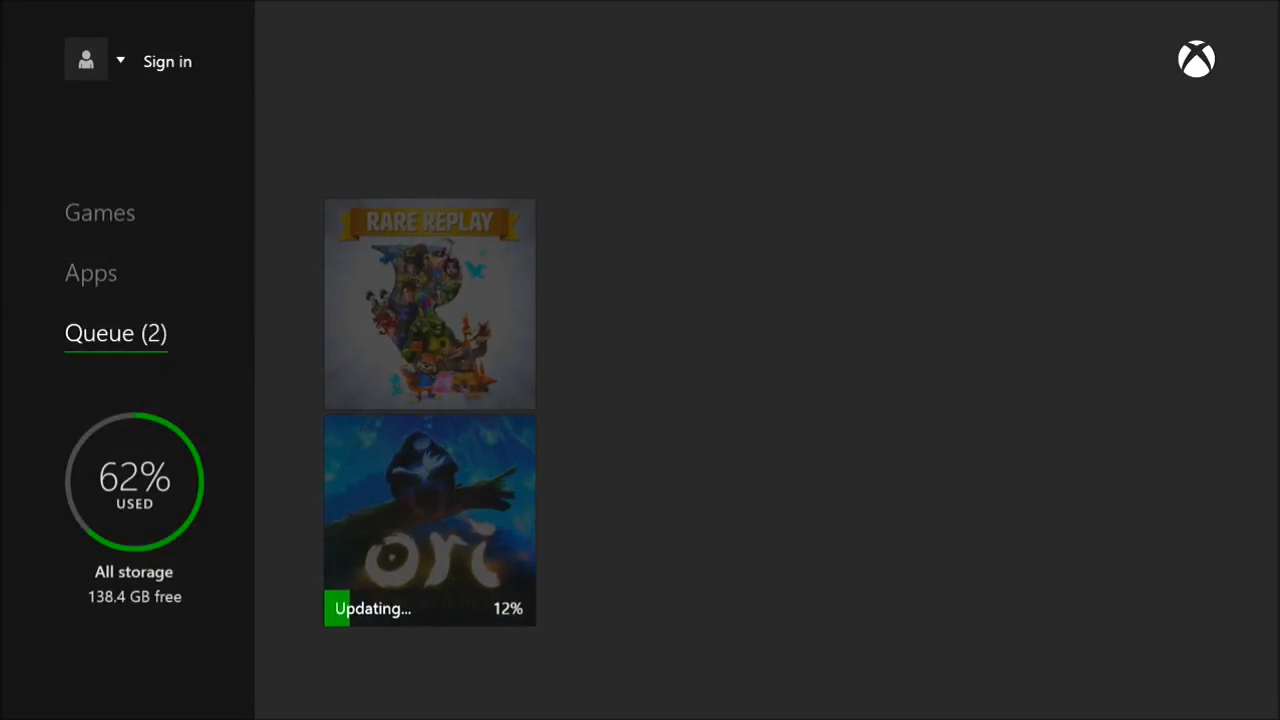 Sign in
Games
Apps
Queue (2)
62%
USED
All storage
138.4 GB free
RARE REPLAY
ori
Updating... 12%